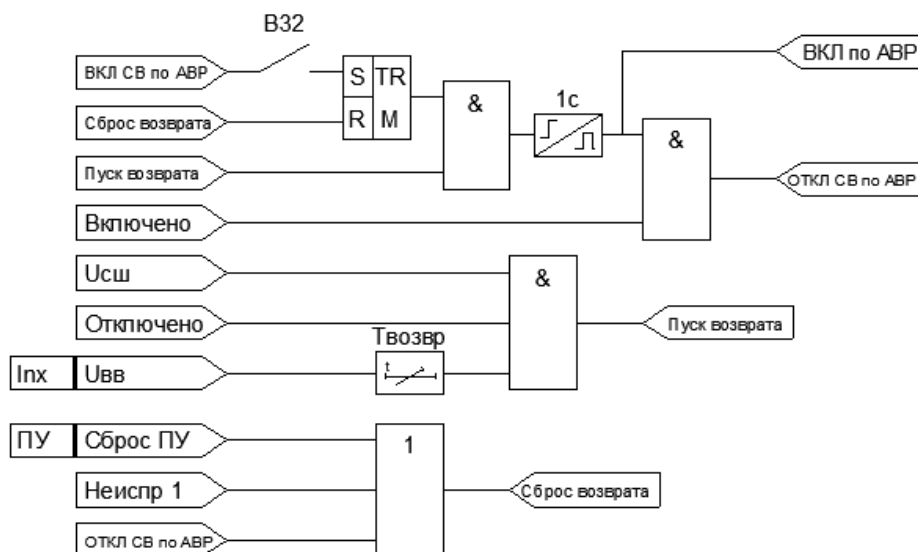 В32
ВКЛ СВ по АВР
S TR
ВКЛ по АВР
&
1с
Сброс возврата
R M
&
Пуск возврата
ОТКЛ СВ по АВР
Включено
Uсш
&
Отключено
Пуск возврата
Твозвр
Inx Uвв
t
ПУ Сброс ПУ
1
Неиспр 1
Сброс возврата
ОТКЛ СВ по АВР